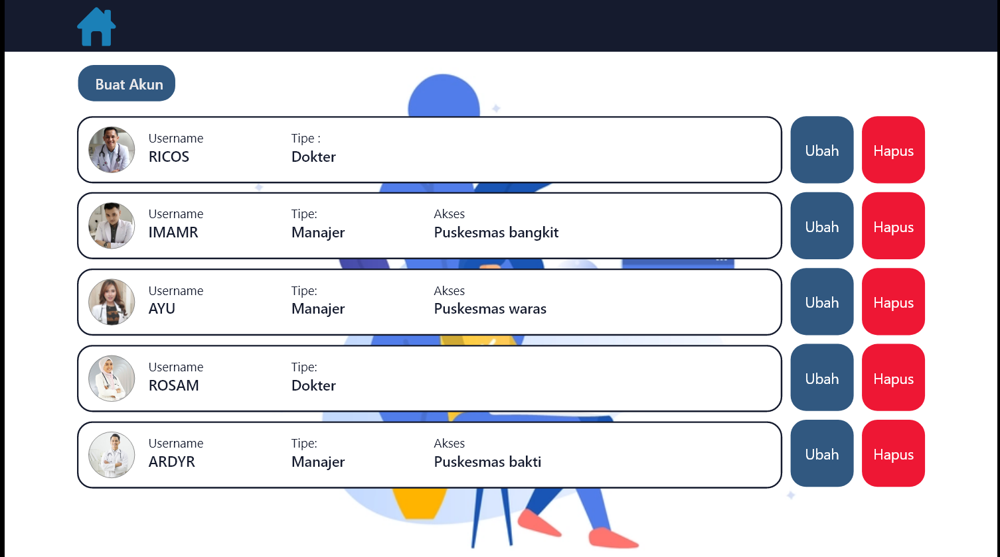 Buat Akun
Username Tipe :
RICOS Dokter
Ubah Hapus
Username Tipe: Akses
IMAMR Manajer Puskesmas bangkit
Ubah Hapus
Username Tipe: Akses
AYU Manajer Puskesmas waras
Ubah Hapus
Username Tipe:
ROSAM Dokter
Ubah Hapus
Username Tipe: Akses
ARDYR Manajer Puskesmas bakti
Ubah Hapus